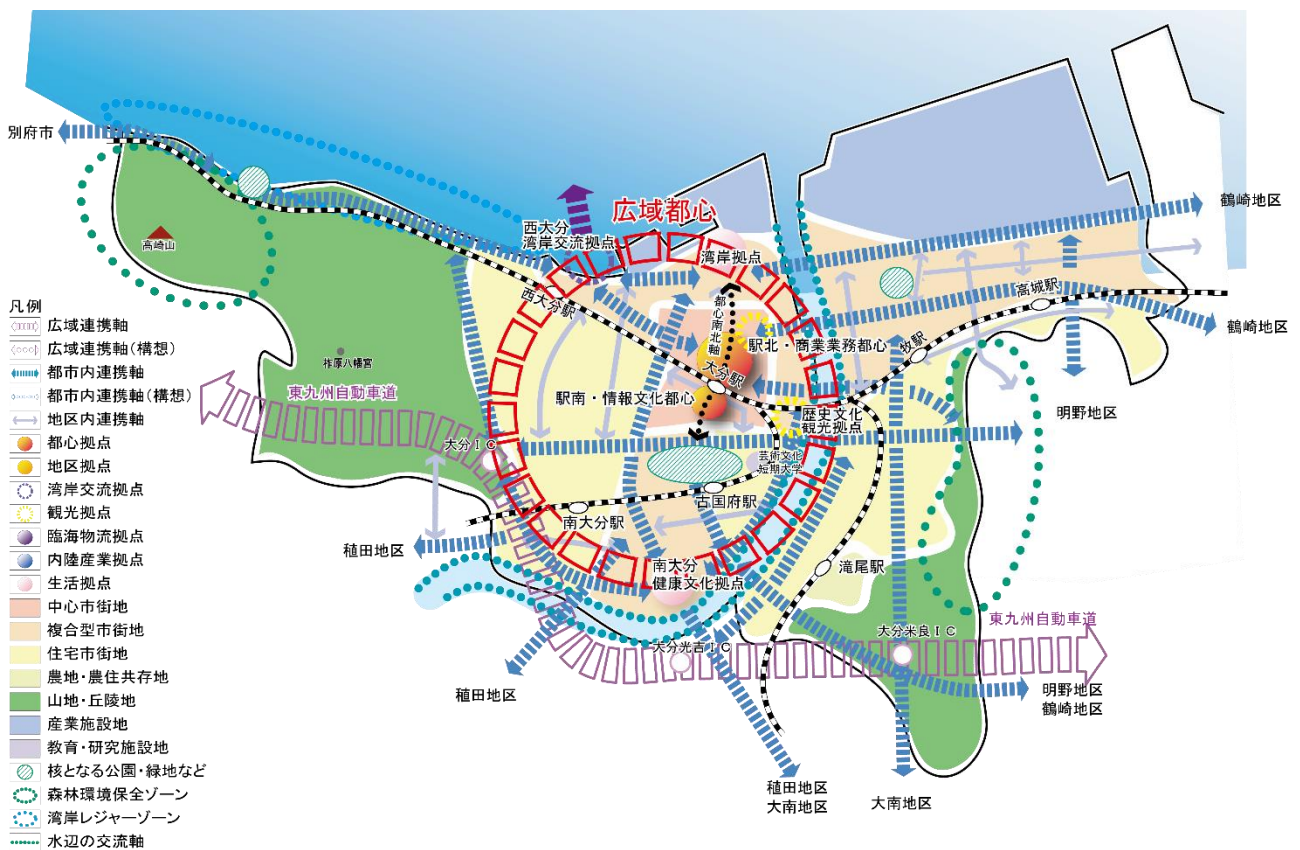 別府市
鶴崎地区
広域都心
西大分
湾岸交流拠点
湾岸拠点
高崎山
西大分駅
都心南北軸
高城駅
鶴崎地区
駅北・商業業務都心
牧駅
大分駅
柞原八幡宮
東九州自動車道
駅南・情報文化都心
歴史文化
観光拠点
明野地区
大分IC
芸術文化
短期大学
古国府駅
南大分駅
稙田地区
南大分
健康文化拠点
滝尾駅
東九州自動車道
大分光吉IC
大分米良IC
稙田地区
明野地区
鶴崎地区
稙田地区
大南地区
大南地区
凡例
広域連携軸
広域連携軸(構想)
都市内連携軸
都市内連携軸(構想)
地区内連携軸
都心拠点
地区拠点
湾岸交流拠点
観光拠点
臨海物流拠点
内陸産業拠点
生活拠点
中心市街地
複合型市街地
住宅市街地
農地・農住共存地
山地・丘陵地
産業施設地
教育・研究施設地
核となる公園・緑地など
森林環境保全ゾーン
湾岸レジャーゾーン
水辺の交流軸